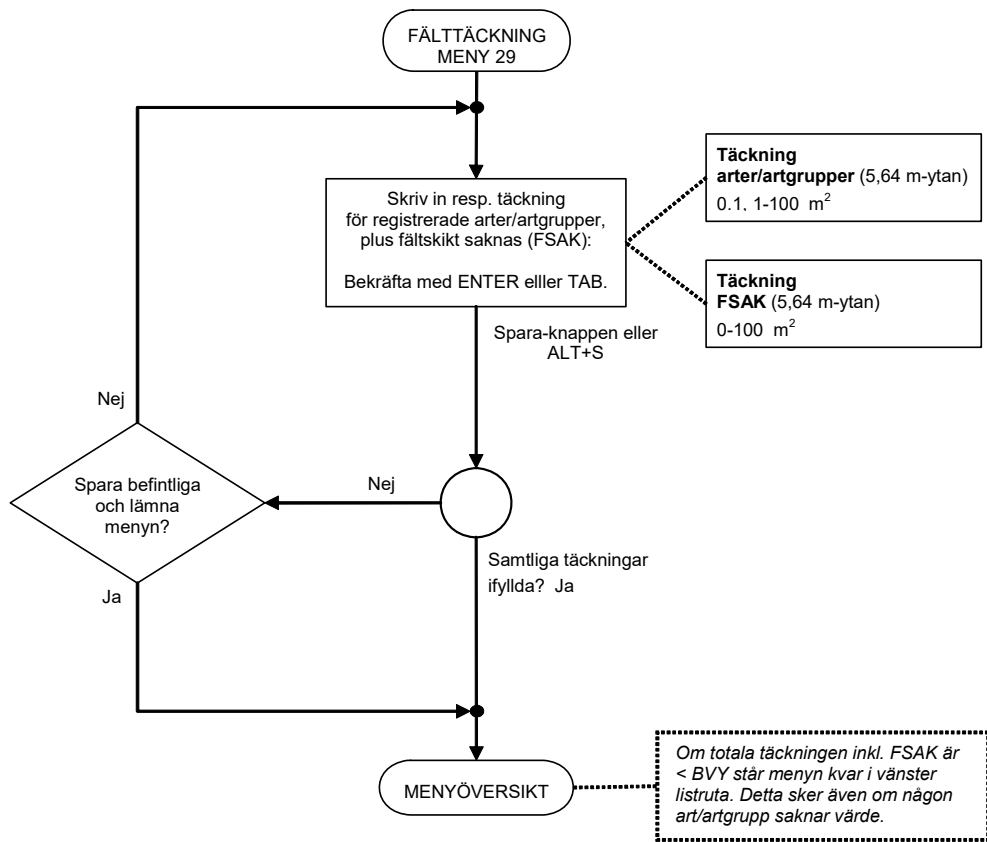 FÄLTTÄCKNING
MENY 29
Skriv in resp. täckning
för registrerade arter/artgrupper,
plus fältskikt saknas (FSAK):
Bekräfta med ENTER elller TAB.
Täckning
arter/artgrupper (5,64 m-ytan)
0.1, 1-100 m²
Täckning
FSAK (5,64 m-ytan)
0-100 m²
Spara-knappen eller
ALT+S
Nej
Spara befintliga
och lämna
menyn?
Nej
Ja
Samtliga täckningar
ifyllda? Ja
MENYÖVERSIKT
Om totala täckningen inkl. FSAK är
< BVY står menyn kvar i vänster
listruta. Detta sker även om någon
art/artgrupp saknar värde.